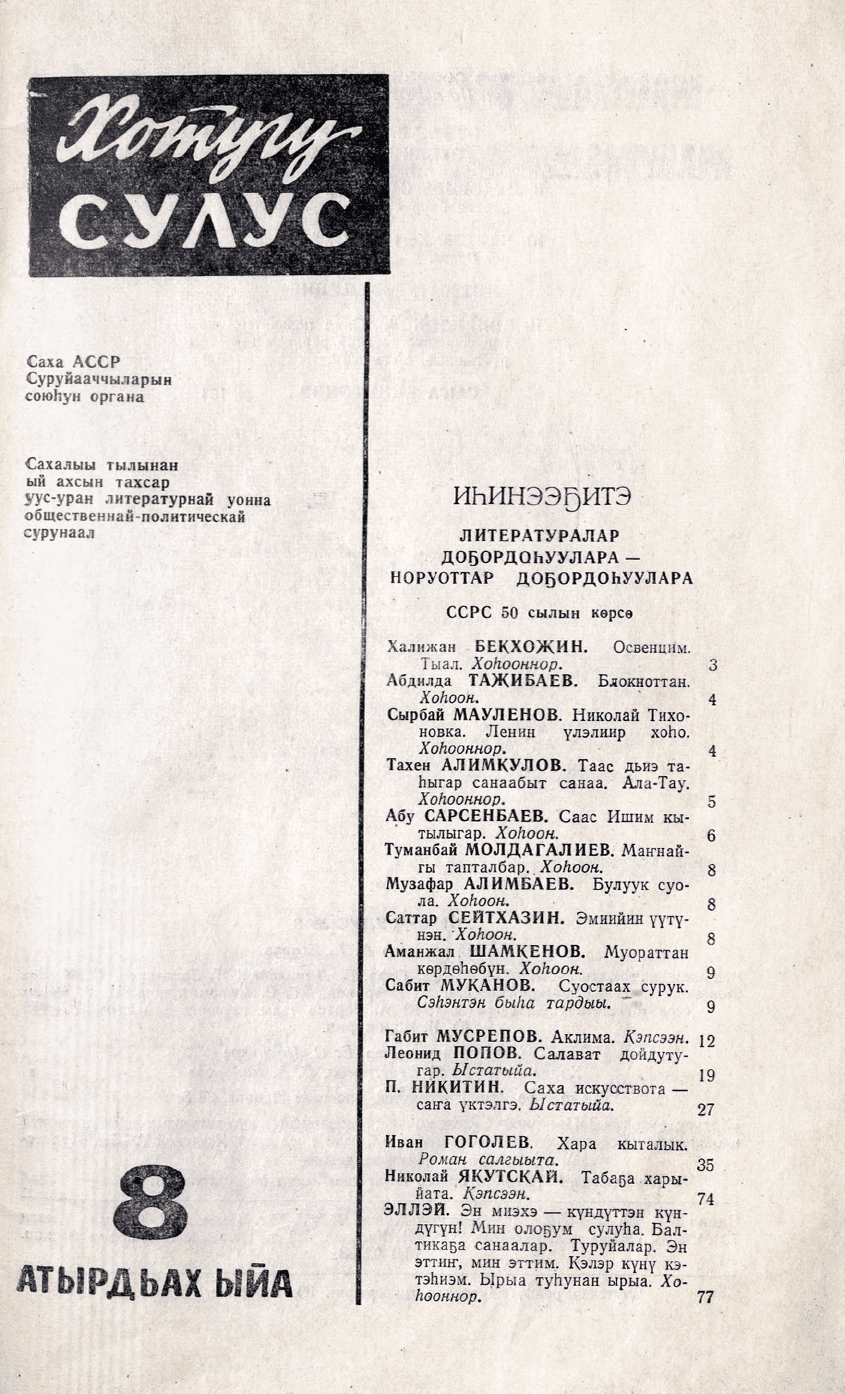 Хотугу
СУЛУС
Саха АССР
Суруйааччыларын
союһун органа
Сахалыы тылынан
ый ахсын тахсар
уус-уран литературнай уонна
общественнай-политическай
сурунаал
8
АТЫРДЬАХ ЫЙА
ИҺИНЭЭҔИТЭ
ЛИТЕРАТУРАЛАР
ДОҔОРДОҺУУЛАРА —
НОРУОТТАР ДОҔОРДОҺУУЛАРА
ССРС 50 сылын көрсө
Халижан БЕКХОЖИН. Освенцим.
Тыал. Хоһооннор. 3
Абдилда ТАЖИБАЕВ. Блокноттан.
Хоһоон. 4
Сырбай МАУЛЕНОВ. Николай Тихо-
новка. Ленин үлэлиир хоһо.
Хоһооннор. 4
Тахен АЛИМКУЛОВ. Таас дьиэ та-
һыгар санаабыт санаа. Ала-Тау.
Хоһооннор. 5
Абу САРСЕНБАЕВ. Саас Ишим кы-
тылыгар. Хоһоон. 6
Туманбай МОЛДАГАЛИЕВ. Маҥнай-
гы тапталбар. Хоһоон. 8
Музафар АЛИМБАЕВ. Булуук суо-
ла. Хоһоон. 8
Саттар СЕЙТХАЗИН. Эмиийин үүтү-
нэн. Хоһоон. 8
Аманжал ШАМКЕНОВ. Муораттан
көрдөһөбүн. Хоһоон. 9
Сабит МУКАНОВ. Суостаах сурук.
Сэһэнтэн быһа тардыы. 9
Габит МУСРЕПОВ. Аклима. Кэпсээн. 12
Леонид ПОПОВ. Салават дойдуту-
гар. Ыстатыйа. 19
П. НИКИТИН. Саха искусствота —
саҥа үктэлгэ. Ыстатыйа. 27
Иван ГОГОЛЕВ. Хара кыталык.
Роман салгыыта. 35
Николай ЯКУТСКАЙ. Табаҕа хары-
йата. Кэпсээн. 74
ЭЛЛЭЙ. Эн миэхэ — күндүттэн күн-
дүгүн! Мин олоҕум сулуһа. Бал-
тикаҕа санаалар. Туруйалар. Эн
эттиҥ, мин эттим. Кэлэр күнү кэ-
тэһиэм. Ырыа туһунан ырыа. Хо-
һооннор. 77